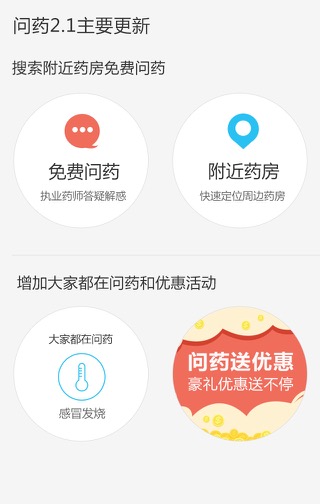 问药2.1主要更新
搜索附近药房免费问药
免费问药
执业药师答疑解惑
附近药房
快速定位周边药房
增加大家都在问药和优惠活动
大家都在问药
感冒发烧
问药送优惠
豪礼优惠送不停